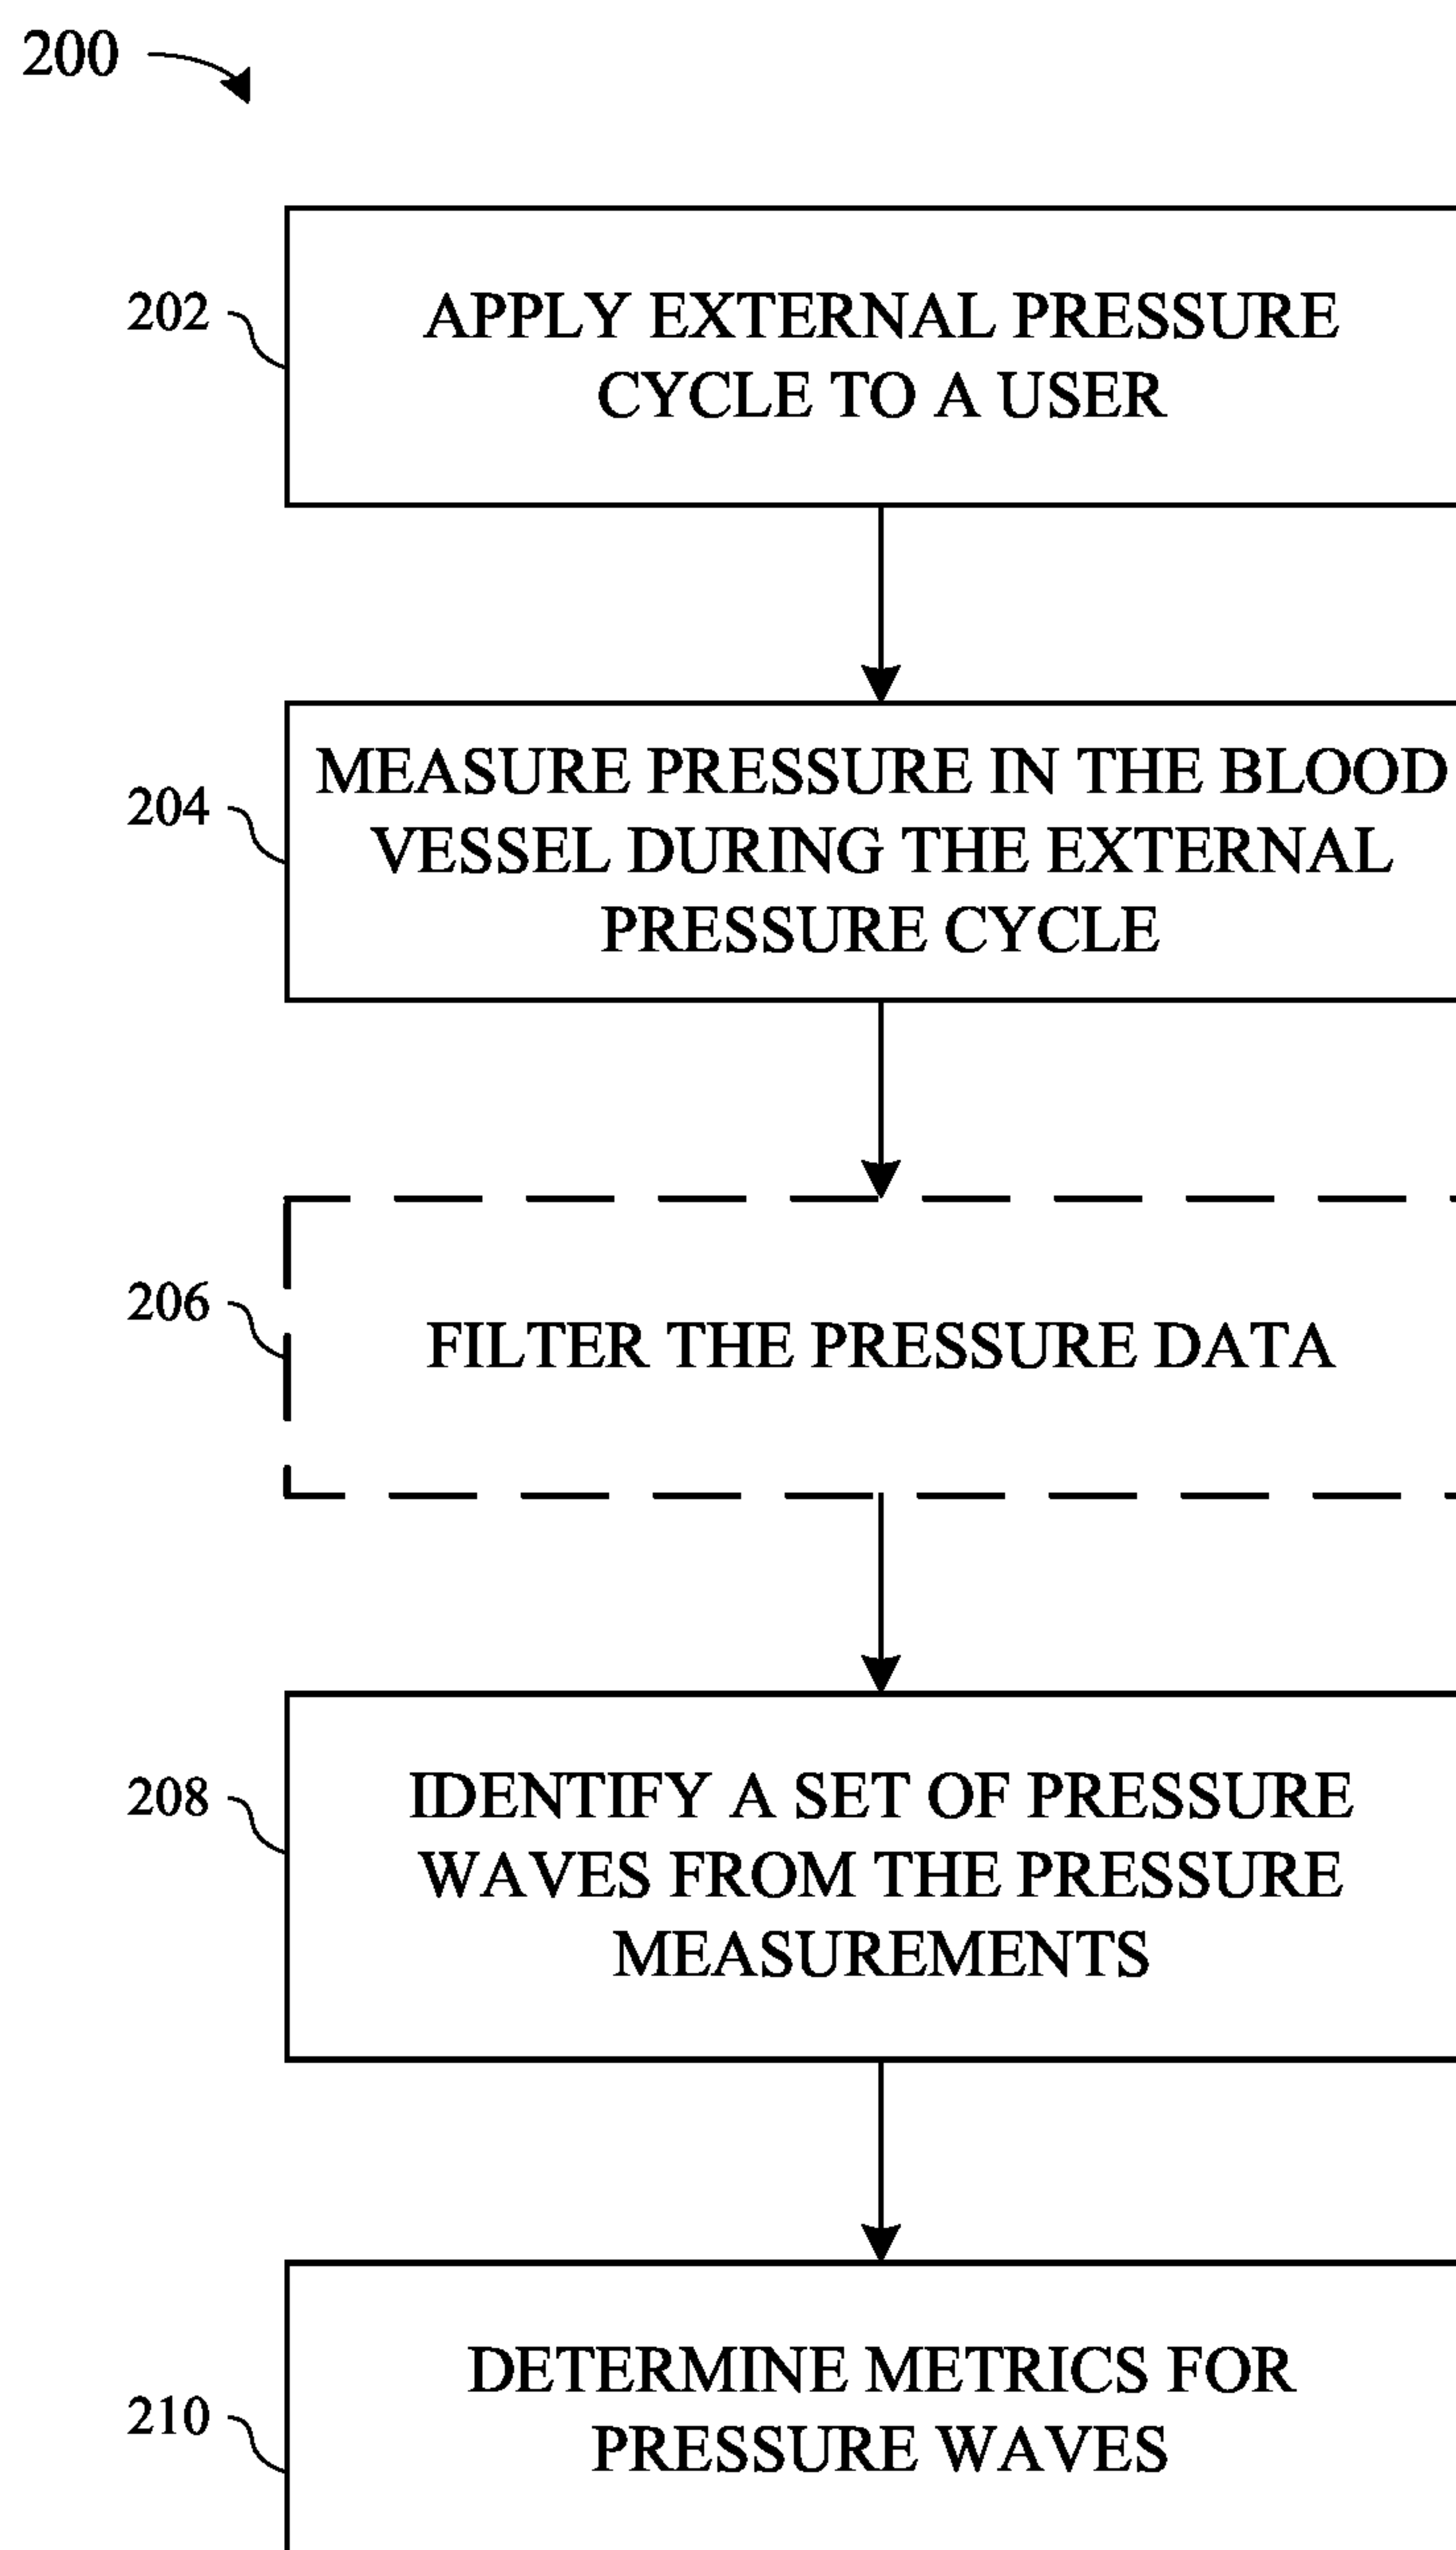 200
202
APPLY EXTERNAL PRESSURE
CYCLE TO A USER
204
MEASURE PRESSURE IN THE BLOOD
VESSEL DURING THE EXTERNAL
PRESSURE CYCLE
206
FILTER THE PRESSURE DATA
208
IDENTIFY A SET OF PRESSURE
WAVES FROM THE PRESSURE
MEASUREMENTS
210
DETERMINE METRICS FOR
PRESSURE WAVES